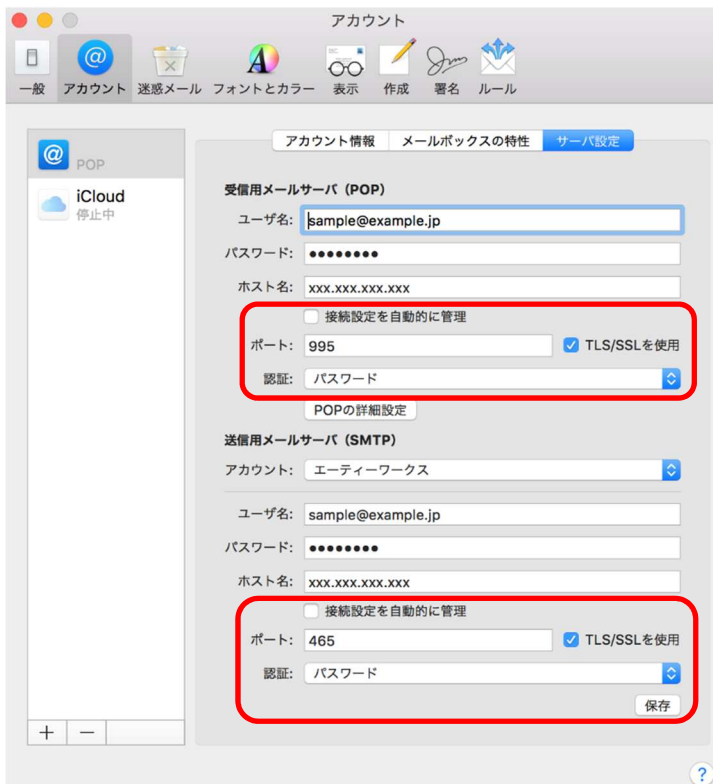 アカウント
一般 アカウント 迷惑メール フォントとカラー 表示 作成 署名 ルール
アカウント情報 メールボックスの特性 サーバ設定
POP
iCloud
停止中
受信用メールサーバ（POP）
ユーザ名: sample@example.jp
パスワード: ●●●●●●●●
ホスト名: xxx.xxx.xxx.xxx
接続設定を自動的に管理
ポート: 995 TLS/SSLを使用
認証: パスワード
POPの詳細設定
送信用メールサーバ（SMTP）
アカウント: エーティーワークス
ユーザ名: sample@example.jp
パスワード: ●●●●●●●●
ホスト名: xxx.xxx.xxx.xxx
接続設定を自動的に管理
ポート: 465 TLS/SSLを使用
認証: パスワード
保存
+ −
?